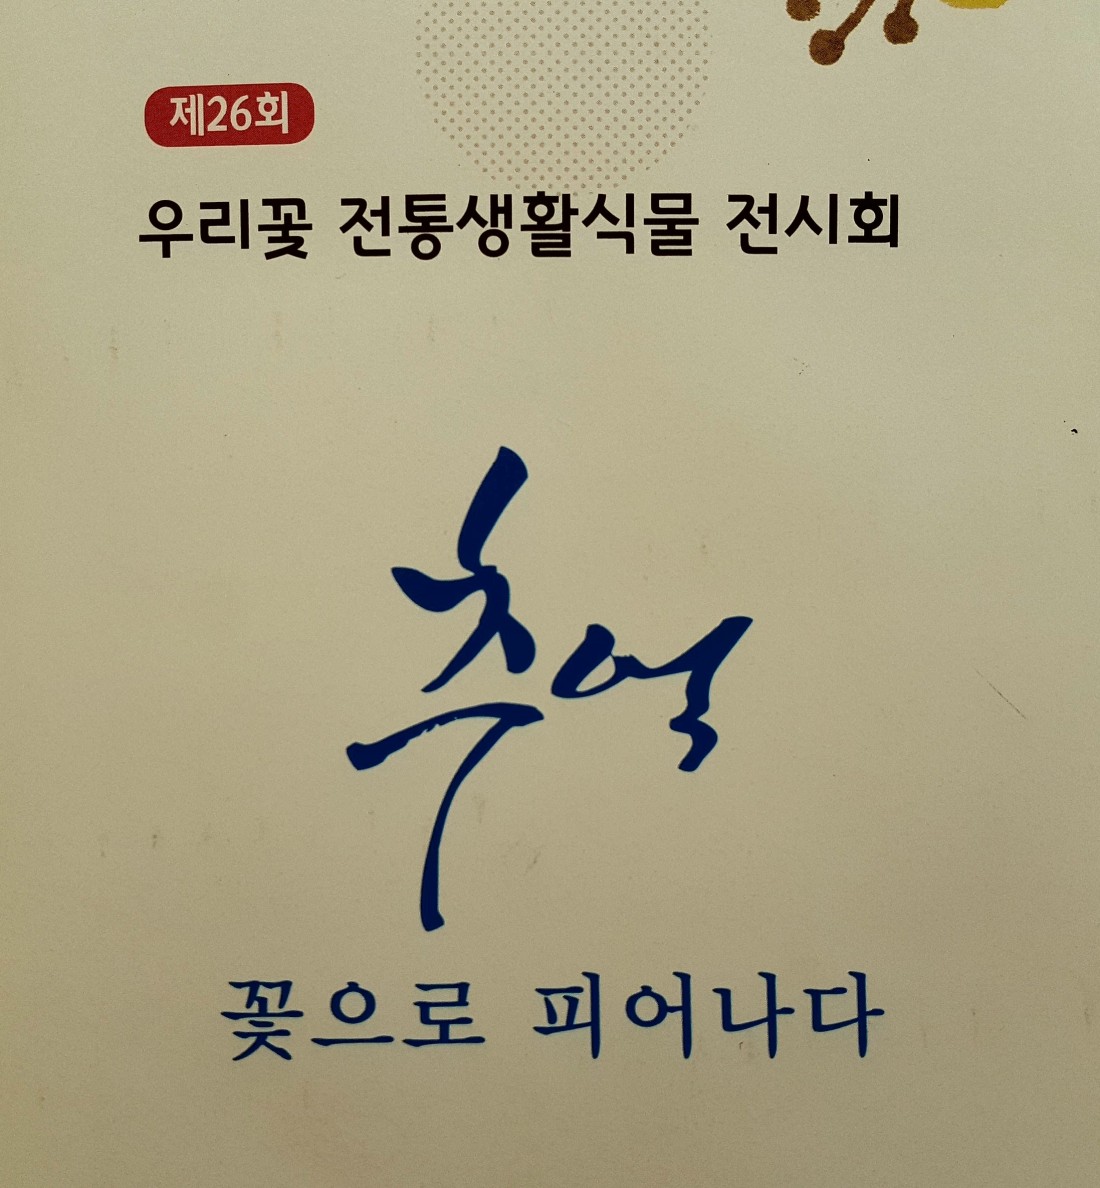 제26회
우리꽃 전통생활식물 전시회
추억
꽃으로 피어나다